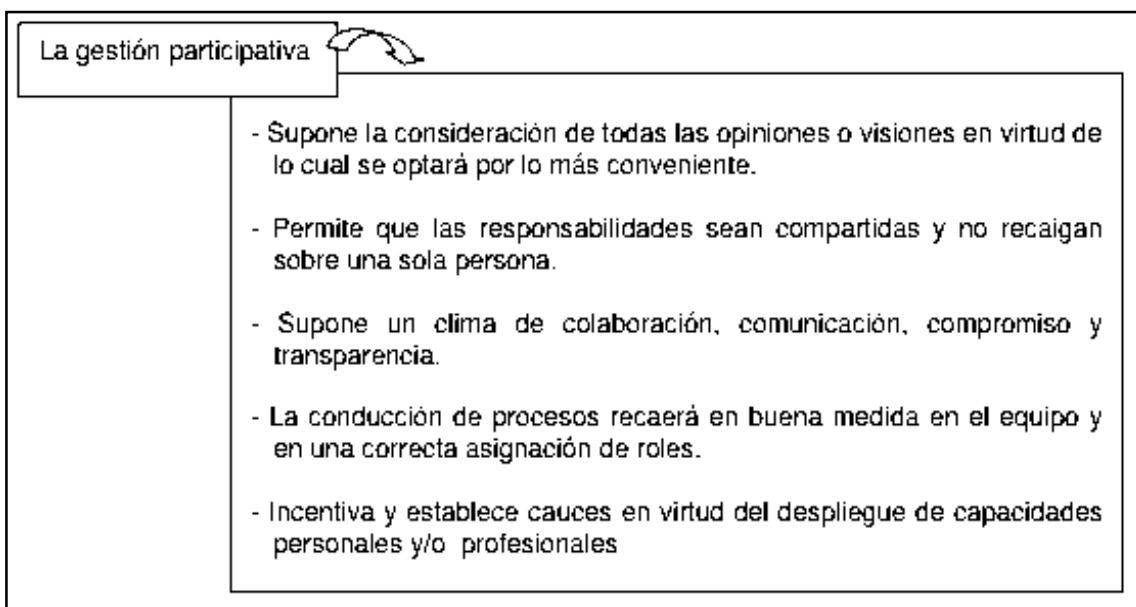 La gestión participativa
- Supone la consideración de todas las opiniones o visiones en virtud de
lo cual se optará por lo más conveniente.
- Permite que las responsabilidades sean compartidas y no recaigan
sobre una sola persona.
- Supone un clima de colaboración, comunicación, compromiso y
transparencia.
- La conducción de procesos recaerá en buena medida en el equipo y
en una correcta asignación de roles.
- Incentiva y establece cauces en virtud del despliegue de capacidades
personales y/o profesionales